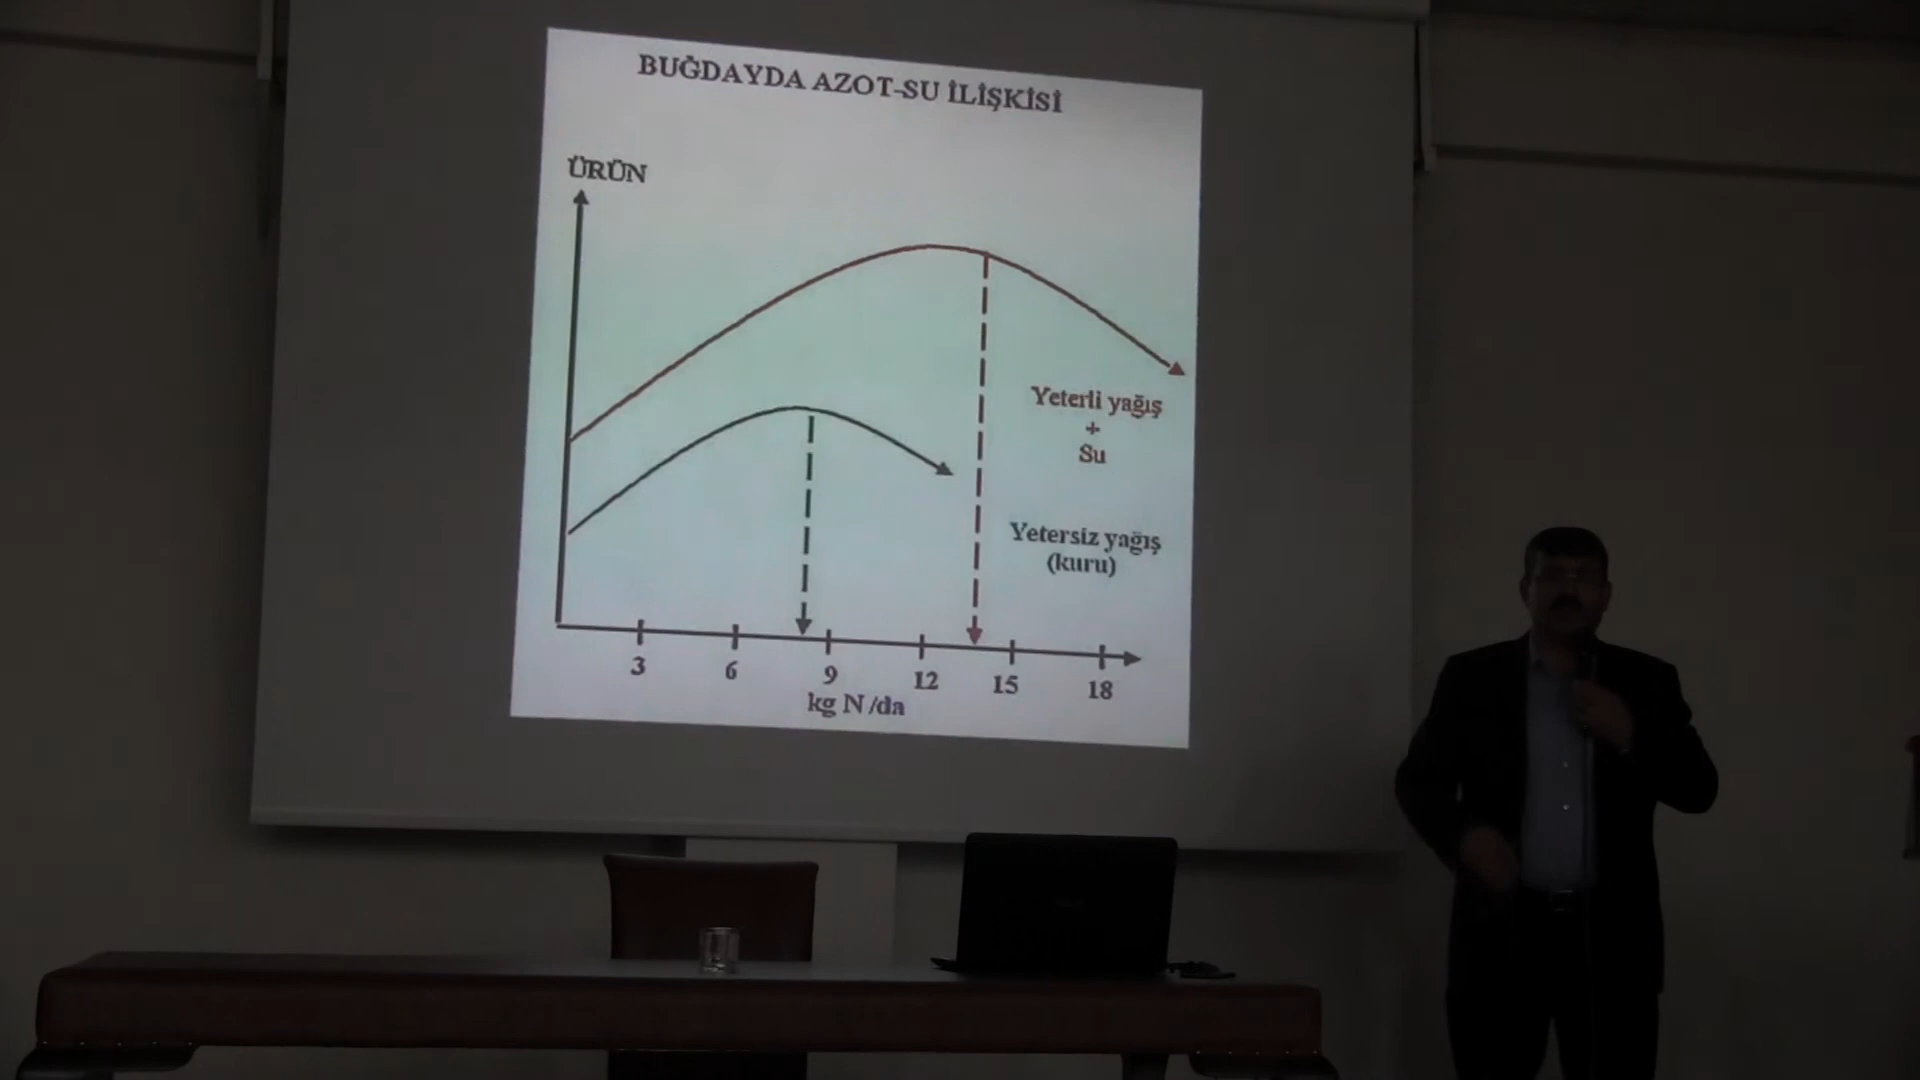 BUĞDAYDA AZOT-SU İLİŞKİSİ
ÜRÜN
Yeterli yağış
+
Su
Yetersiz yağış
(kuru)
3 6 9 12 15 18
kg N /da